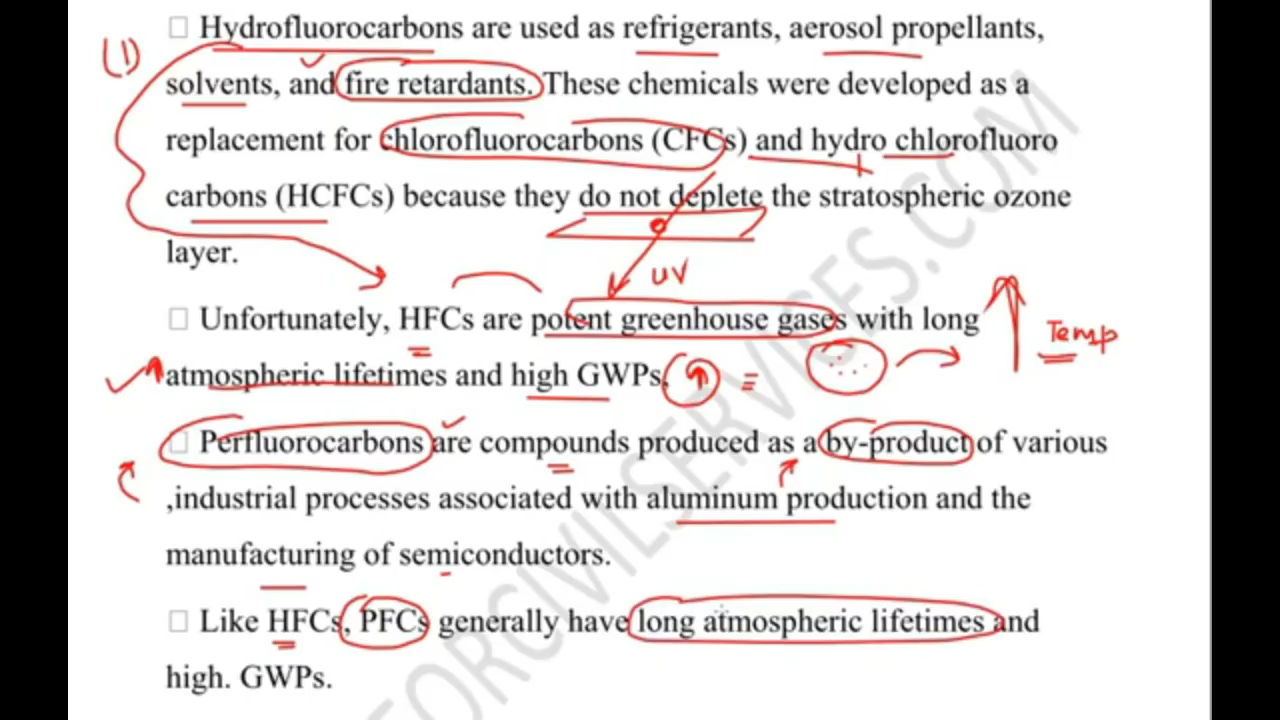 □ Hydrofluorocarbons are used as refrigerants, aerosol propellants,
(1)
solvents, and fire retardants. These chemicals were developed as a
replacement for chlorofluorocarbons (CFCs) and hydro chlorofluoro
carbons (HCFCs) because they do not deplete the stratospheric ozone
layer.
UV
□ Unfortunately, HFCs are potent greenhouse gases with long
Temp
atmospheric lifetimes and high GWPs,
□ Perfluorocarbons are compounds produced as a by-product of various
,industrial processes associated with aluminum production and the
manufacturing of semiconductors.
□ Like HFCs, PFCs generally have long atmospheric lifetimes and
high. GWPs.
FORCIVILSERVICES.COM